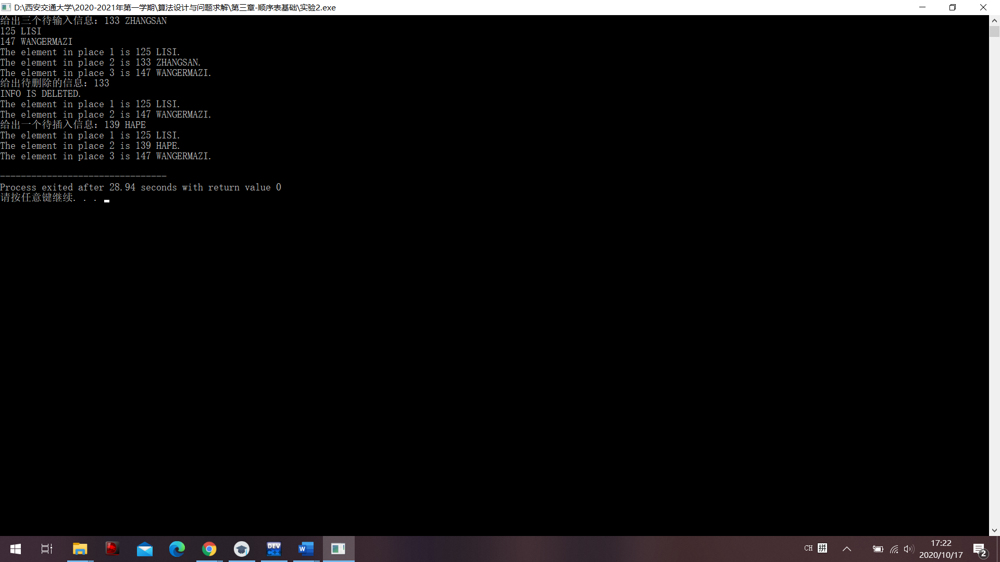 D:\西安交通大学\2020-2021年第一学期\算法设计与问题求解\第三章-顺序表基础\实验2.exe
给出三个待输入信息：133 ZHANGSAN
125 LISI
147 WANGERMAZI
The element in place 1 is 125 LISI.
The element in place 2 is 133 ZHANGSAN.
The element in place 3 is 147 WANGERMAZI.
给出待删除的信息：133
INFO IS DELETED.
The element in place 1 is 125 LISI.
The element in place 2 is 147 WANGERMAZI.
给出一个待插入信息：139 HAPE
The element in place 1 is 125 LISI.
The element in place 2 is 139 HAPE.
The element in place 3 is 147 WANGERMAZI.
--------------------------------
Process exited after 28.94 seconds with return value 0
请按任意键继续. . .
DEV C++
W
CH 拼
17:22
2020/10/17
2